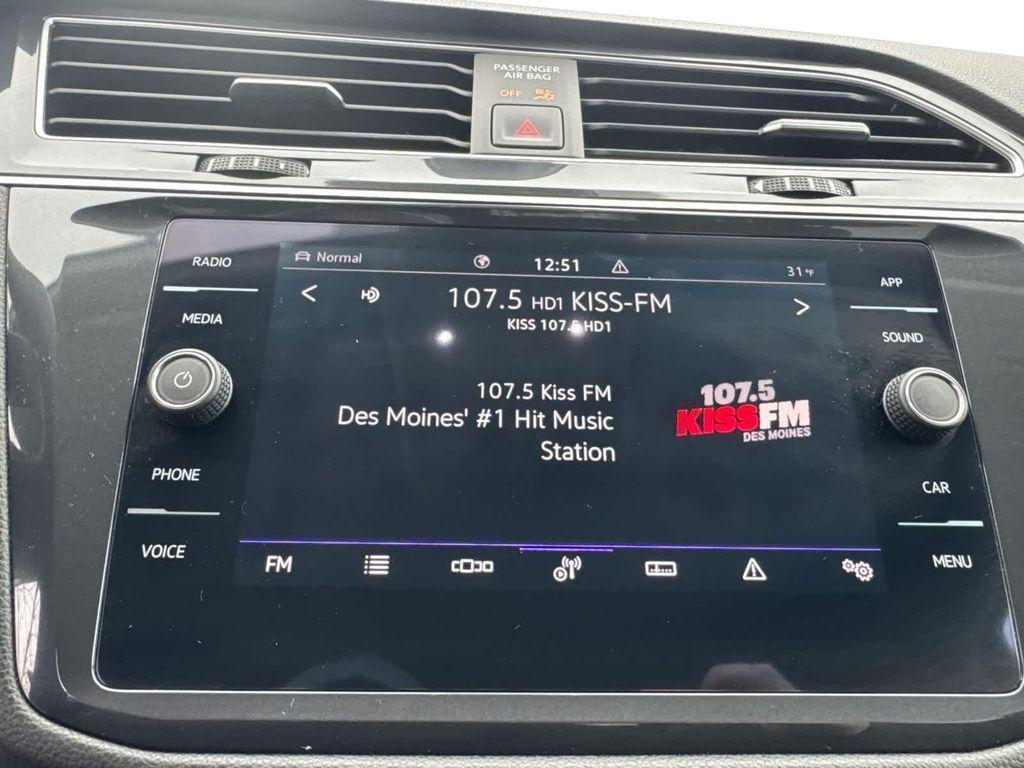 PASSENGER
AIR BAG
OFF
RADIO
MEDIA
PHONE
VOICE
Normal
12:51
31°F
HD
107.5 HD1 KISS-FM
KISS 107.5 HD1
107.5 Kiss FM
Des Moines' #1 Hit Music
Station
107.5
KISSFM
DES MOINES
FM
APP
SOUND
CAR
MENU